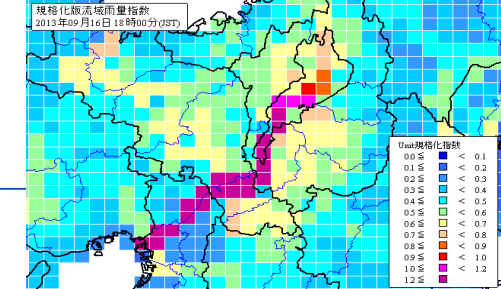 規格化版流域雨量指数
2013年09月16日18時00分(JST)
Unit規格化指数
0.0 ≦ < 0.1
0.1 ≦ < 0.2
0.2 ≦ < 0.3
0.3 ≦ < 0.4
0.4 ≦ < 0.5
0.5 ≦ < 0.6
0.6 ≦ < 0.7
0.7 ≦ < 0.8
0.8 ≦ < 0.9
0.9 ≦ < 1.0
1.0 ≦ < 1.2
1.2 ≦